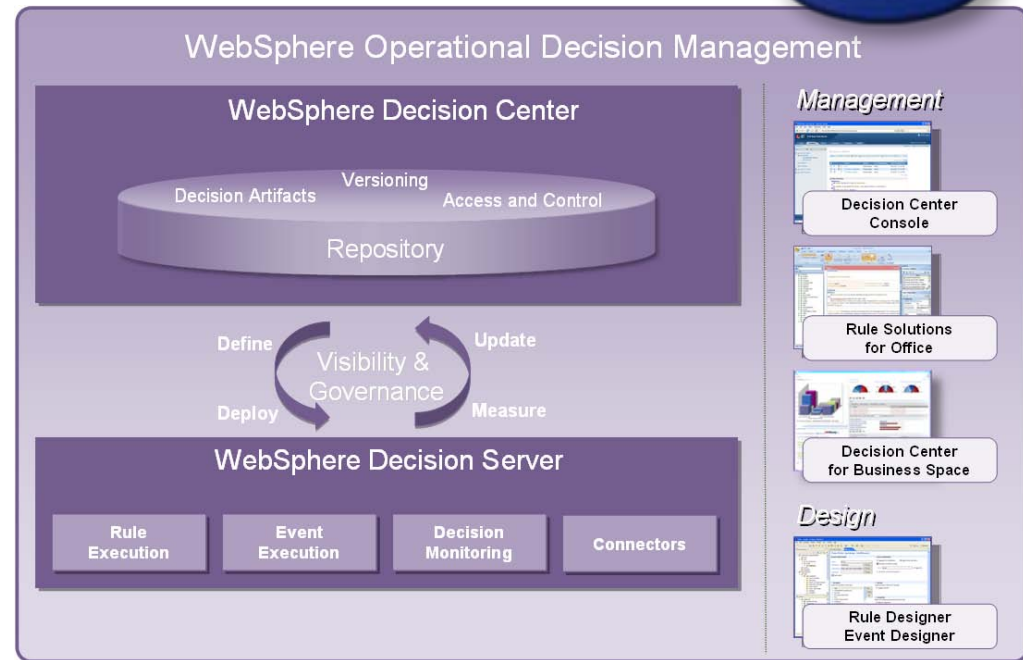 WebSphere Operational Decision Management
WebSphere Decision Center
Versioning
Decision Artifacts
Access and Control
Repository
Define
Update
Visibility &
Governance
Deploy
Measure
WebSphere Decision Server
Rule
Execution
Event
Execution
Decision
Monitoring
Connectors
Management
Decision Center
Console
Rule Solutions
for Office
Decision Center
for Business Space
Design
Rule Designer
Event Designer